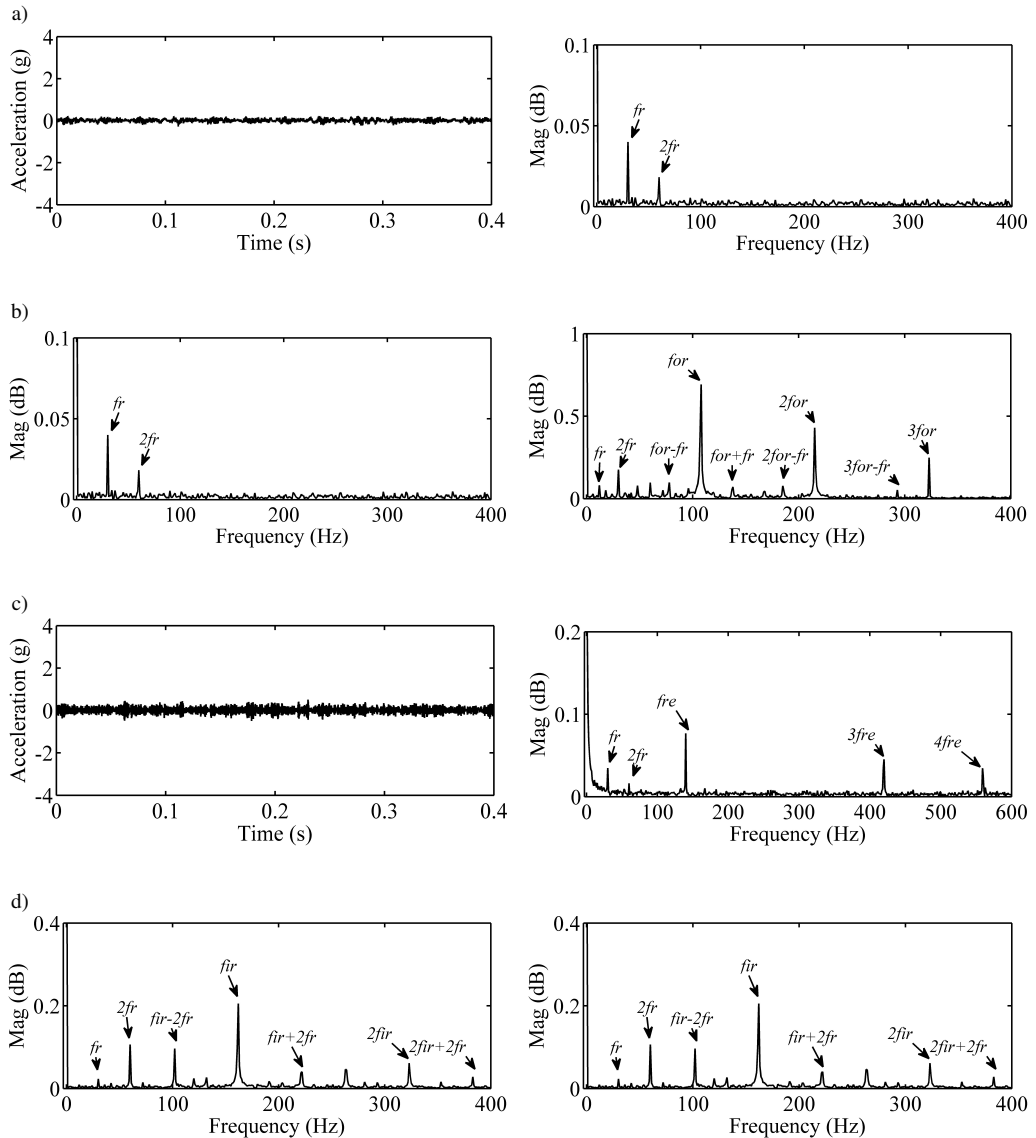 a)
4
2
0
-2
-4
Acceleration (g)
0 0.1 0.2 0.3 0.4
Time (s)
0.1
0.05
0
Mag (dB)
fr
2fr
0 100 200 300 400
Frequency (Hz)
b)
0.1
0.05
0
Mag (dB)
fr
2fr
0 100 200 300 400
Frequency (Hz)
1
0.5
0
Mag (dB)
fr
2fr
for-fr
for
for+fr
2for-fr
2for
3for-fr
3for
0 100 200 300 400
Frequency (Hz)
c)
4
2
0
-2
-4
Acceleration (g)
0 0.1 0.2 0.3 0.4
Time (s)
0.2
0.1
0
Mag (dB)
fr
2fr
fre
3fre
4fre
0 100 200 300 400 500 600
Frequency (Hz)
d)
0.4
0.2
0
Mag (dB)
fr
2fr
fir-2fr
fir
fir+2fr
2fir
2fir+2fr
0 100 200 300 400
Frequency (Hz)
0.4
0.2
0
Mag (dB)
fr
2fr
fir-2fr
fir
fir+2fr
2fir
2fir+2fr
0 100 200 300 400
Frequency (Hz)